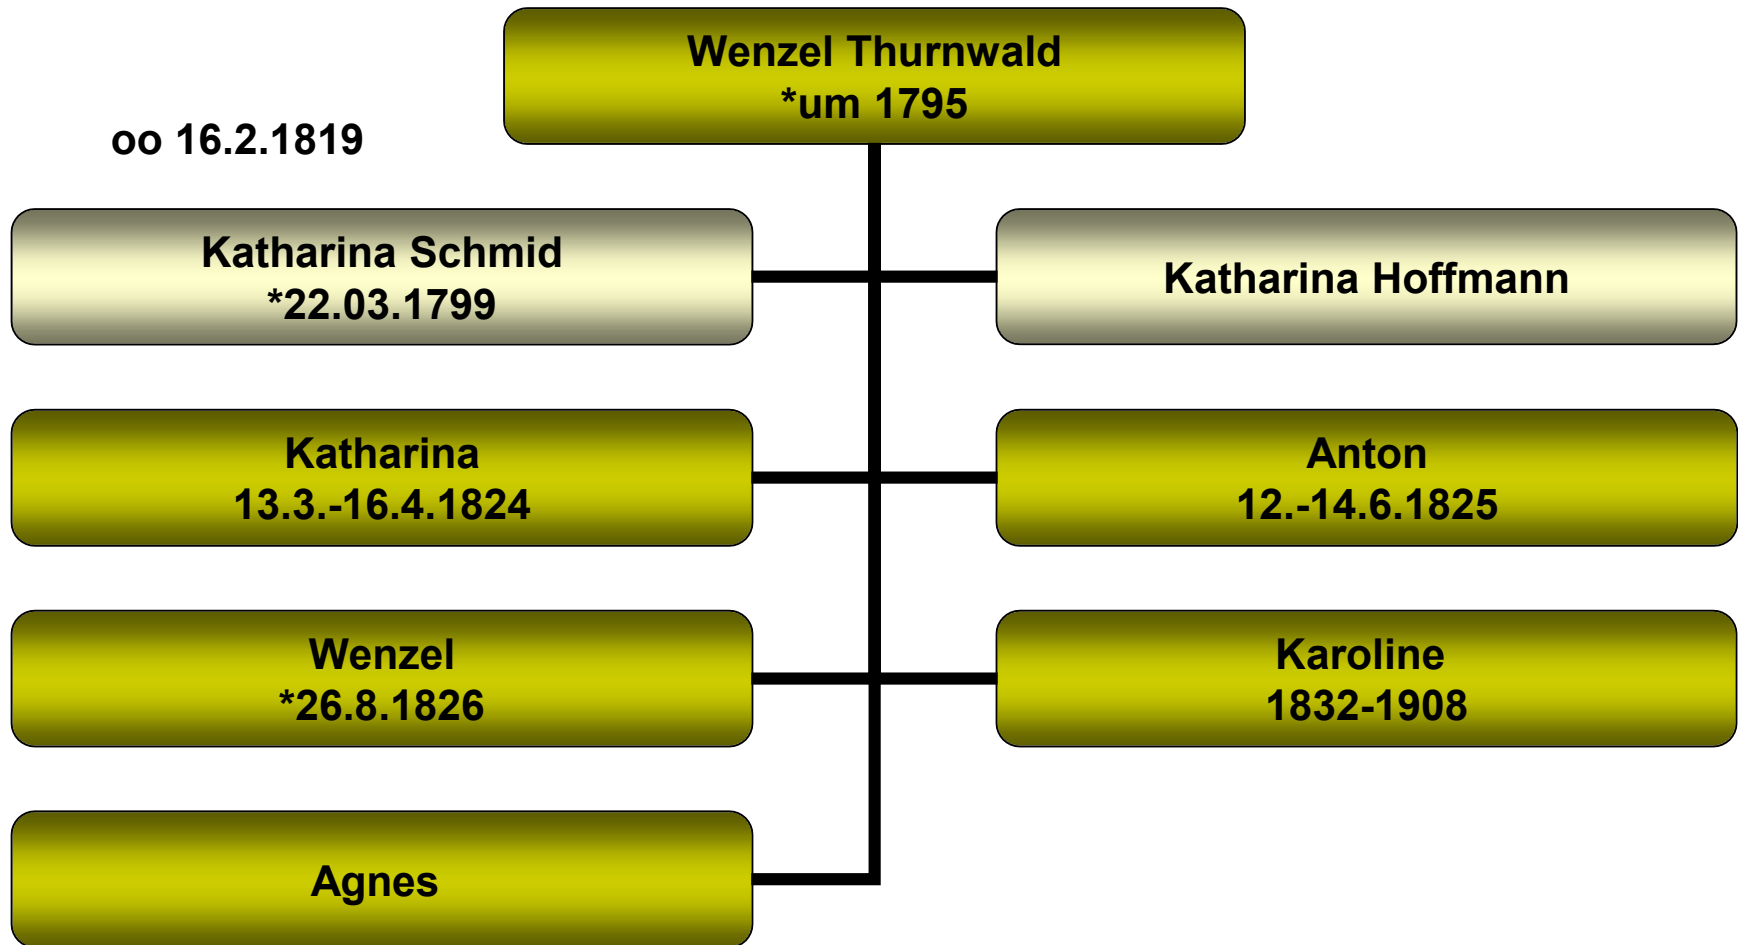 Wenzel Thurnwald
*um 1795
oo 16.2.1819
Katharina Schmid
*22.03.1799
Katharina Hoffmann
Katharina
13.3.-16.4.1824
Anton
12.-14.6.1825
Wenzel
*26.8.1826
Karoline
1832-1908
Agnes